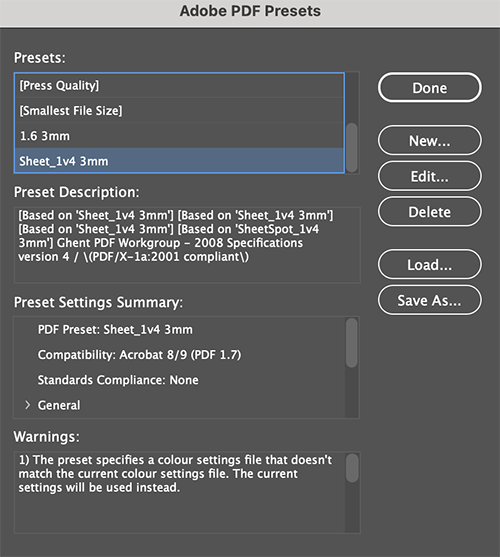 Adobe PDF Presets
Presets:
[Press Quality]
[Smallest File Size]
1.6 3mm
Sheet_1v4 3mm
Done
New...
Edit...
Delete
Load...
Save As...
Preset Description:
[Based on 'Sheet_1v4 3mm'] [Based on 'Sheet_1v4 3mm']
[Based on 'Sheet_1v4 3mm'] [Based on 'SheetSpot_1v4
3mm'] Ghent PDF Workgroup - 2008 Specifications
version 4 / \(PDF/X-1a:2001 compliant\)
Preset Settings Summary:
PDF Preset: Sheet_1v4 3mm
Compatibility: Acrobat 8/9 (PDF 1.7)
Standards Compliance: None
> General
Warnings:
1) The preset specifies a colour settings file that doesn't
match the current colour settings file. The current
settings will be used instead.